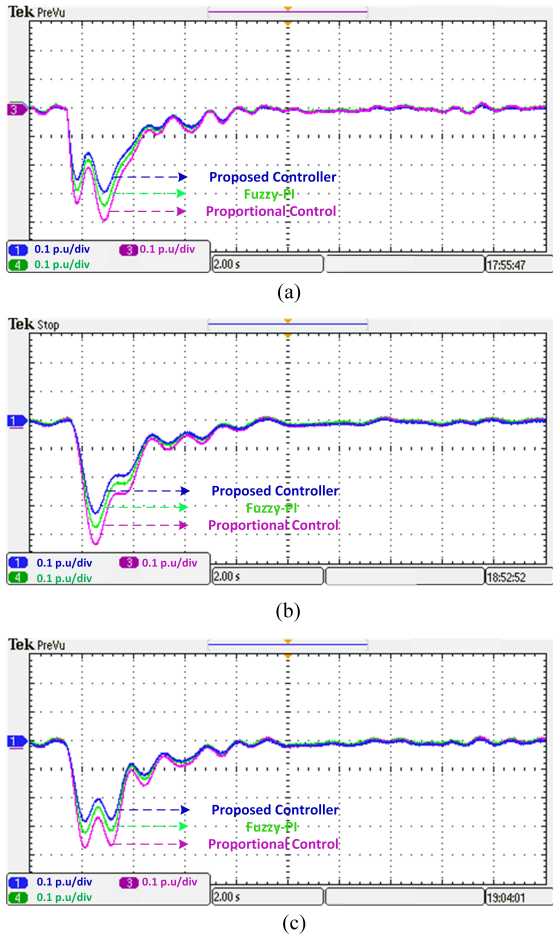 Tek PreVu
3
Proposed Controller
Fuzzy-PI
Proportional Control
1 0.1 p.u/div 3 0.1 p.u/div
4 0.1 p.u/div 2.00 s 17:55:47
(a)
Tek Stop
1
Proposed Controller
Fuzzy-PI
Proportional Control
1 0.1 p.u/div 3 0.1 p.u/div
4 0.1 p.u/div 2.00 s 18:52:52
(b)
Tek PreVu
1
Proposed Controller
Fuzzy-PI
Proportional Control
1 0.1 p.u/div 3 0.1 p.u/div
4 0.1 p.u/div 2.00 s 19:04:01
(c)